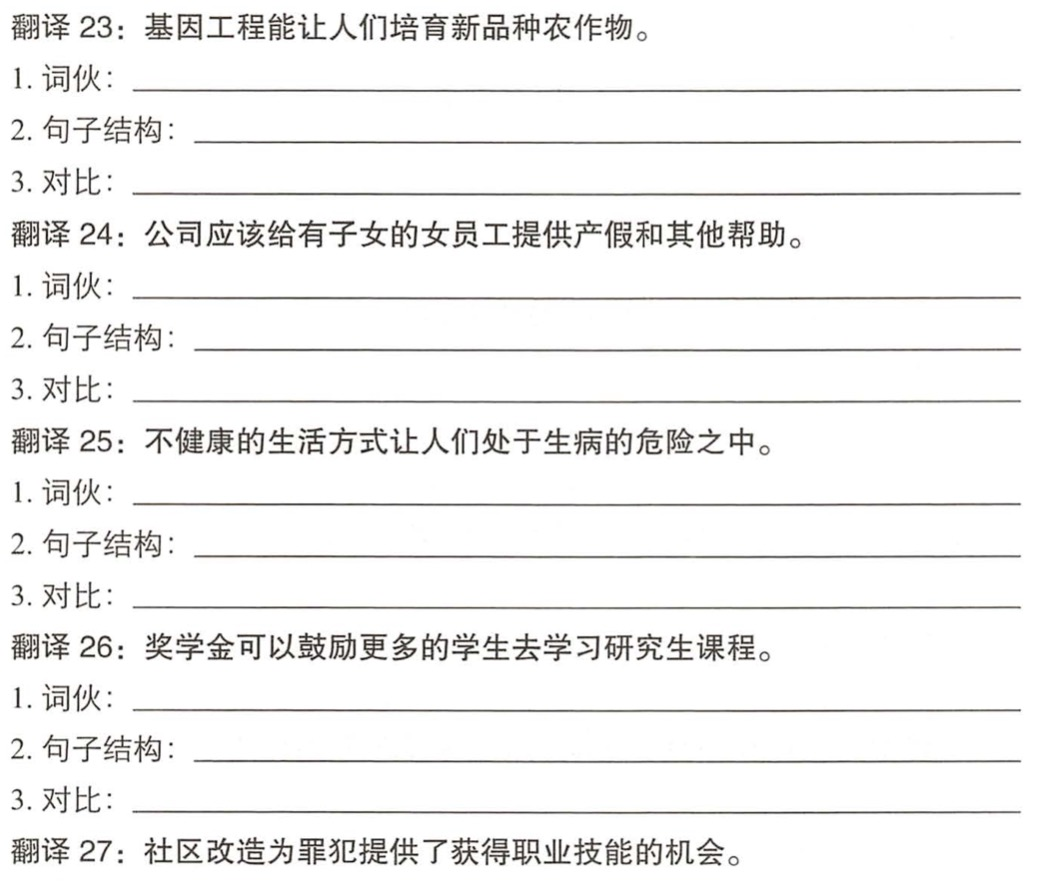 翻译 23：基因工程能让人们培育新品种农作物。
1. 词伙：
2. 句子结构：
3. 对比：
翻译 24：公司应该给有子女的女员工提供产假和其他帮助。
1. 词伙：
2. 句子结构：
3. 对比：
翻译 25：不健康的生活方式让人们处于生病的危险之中。
1. 词伙：
2. 句子结构：
3. 对比：
翻译 26：奖学金可以鼓励更多的学生去学习研究生课程。
1. 词伙：
2. 句子结构：
3. 对比：
翻译 27：社区改造为罪犯提供了获得职业技能的机会。